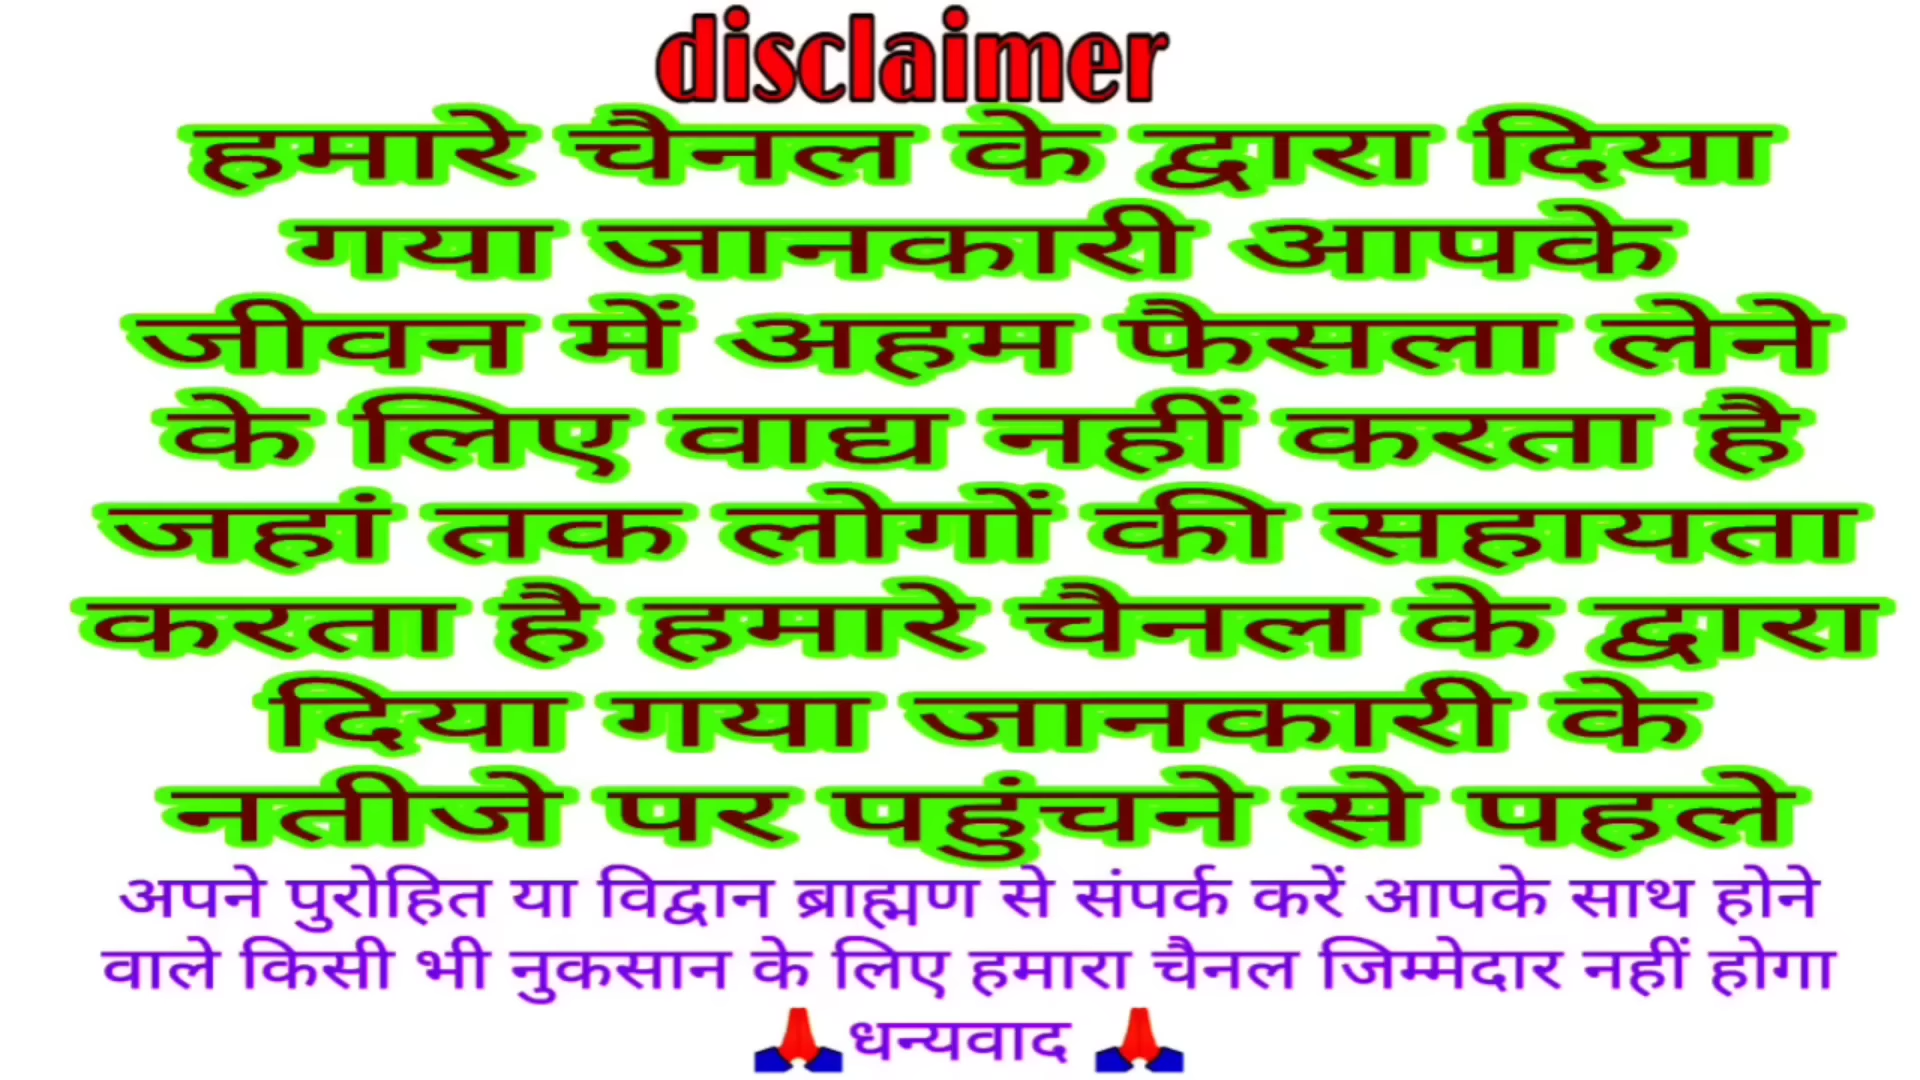 disclaimer
हमारे चैनल के द्वारा दिया
गया जानकारी आपके
जीवन में अहम फैसला लेने
के लिए वाद्य नहीं करता है
जहां तक लोगों की सहायता
करता है हमारे चैनल के द्वारा
दिया गया जानकारी के
नतीजे पर पहुंचने से पहले
अपने पुरोहित या विद्वान ब्राह्मण से संपर्क करें आपके साथ होने
वाले किसी भी नुकसान के लिए हमारा चैनल जिम्मेदार नहीं होगा
🙏धन्यवाद 🙏